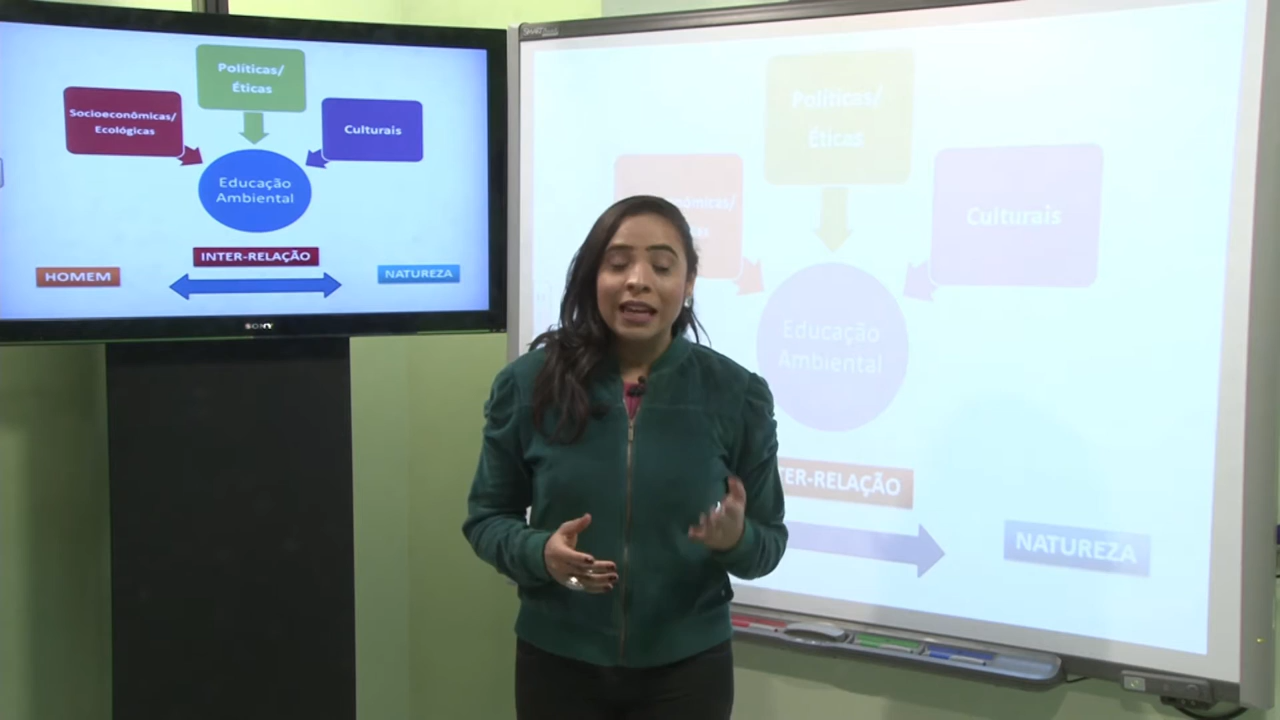 Políticas/
Éticas
Socioeconômicas/
Ecológicas
Culturais
Educação
Ambiental
INTER-RELAÇÃO
HOMEM
NATUREZA
SONY
SMART
Políticas/
Éticas
Culturais
Educação
Ambiental
TER-RELAÇÃO
NATUREZA